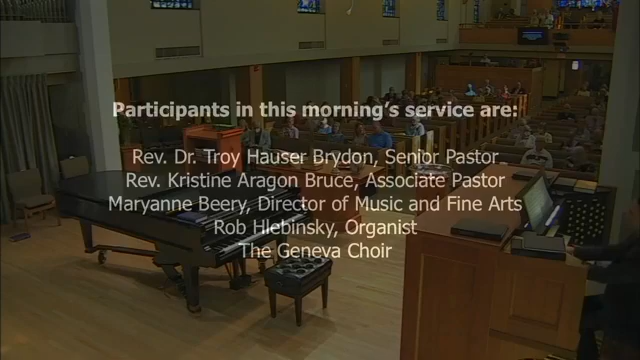 Participants in this morning's service are:
Rev. Dr. Troy Hauser Brydon, Senior Pastor
Rev. Kristine Aragon Bruce, Associate Pastor
Maryanne Beery, Director of Music and Fine Arts
Rob Hlebinsky, Organist
The Geneva Choir